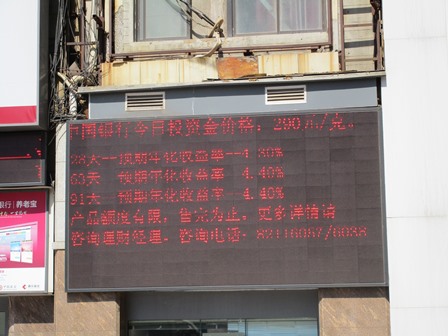 中国银行今日投资金价格：260元/克。
28天--预期年化收益率--4.30%
63天 预期年化收益率 4.40%
91天--预期年化收益率--4.40%
产品额度有限，售完为止，更多详情请
咨询理财经理，咨询电话：82116087/6088
养老宝